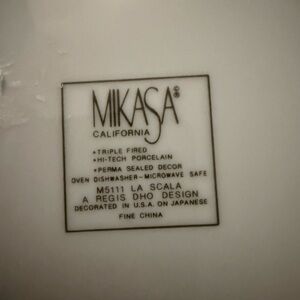 MIKASA®
CALIFORNIA
•TRIPLE FIRED
•HI-TECH PORCELAIN
•PERMA SEALED DECOR
OVEN DISHWASHER-MICROWAVE SAFE
M5111 LA SCALA
A REGIS DHO DESIGN
DECORATED IN U.S.A. ON JAPANESE
FINE CHINA